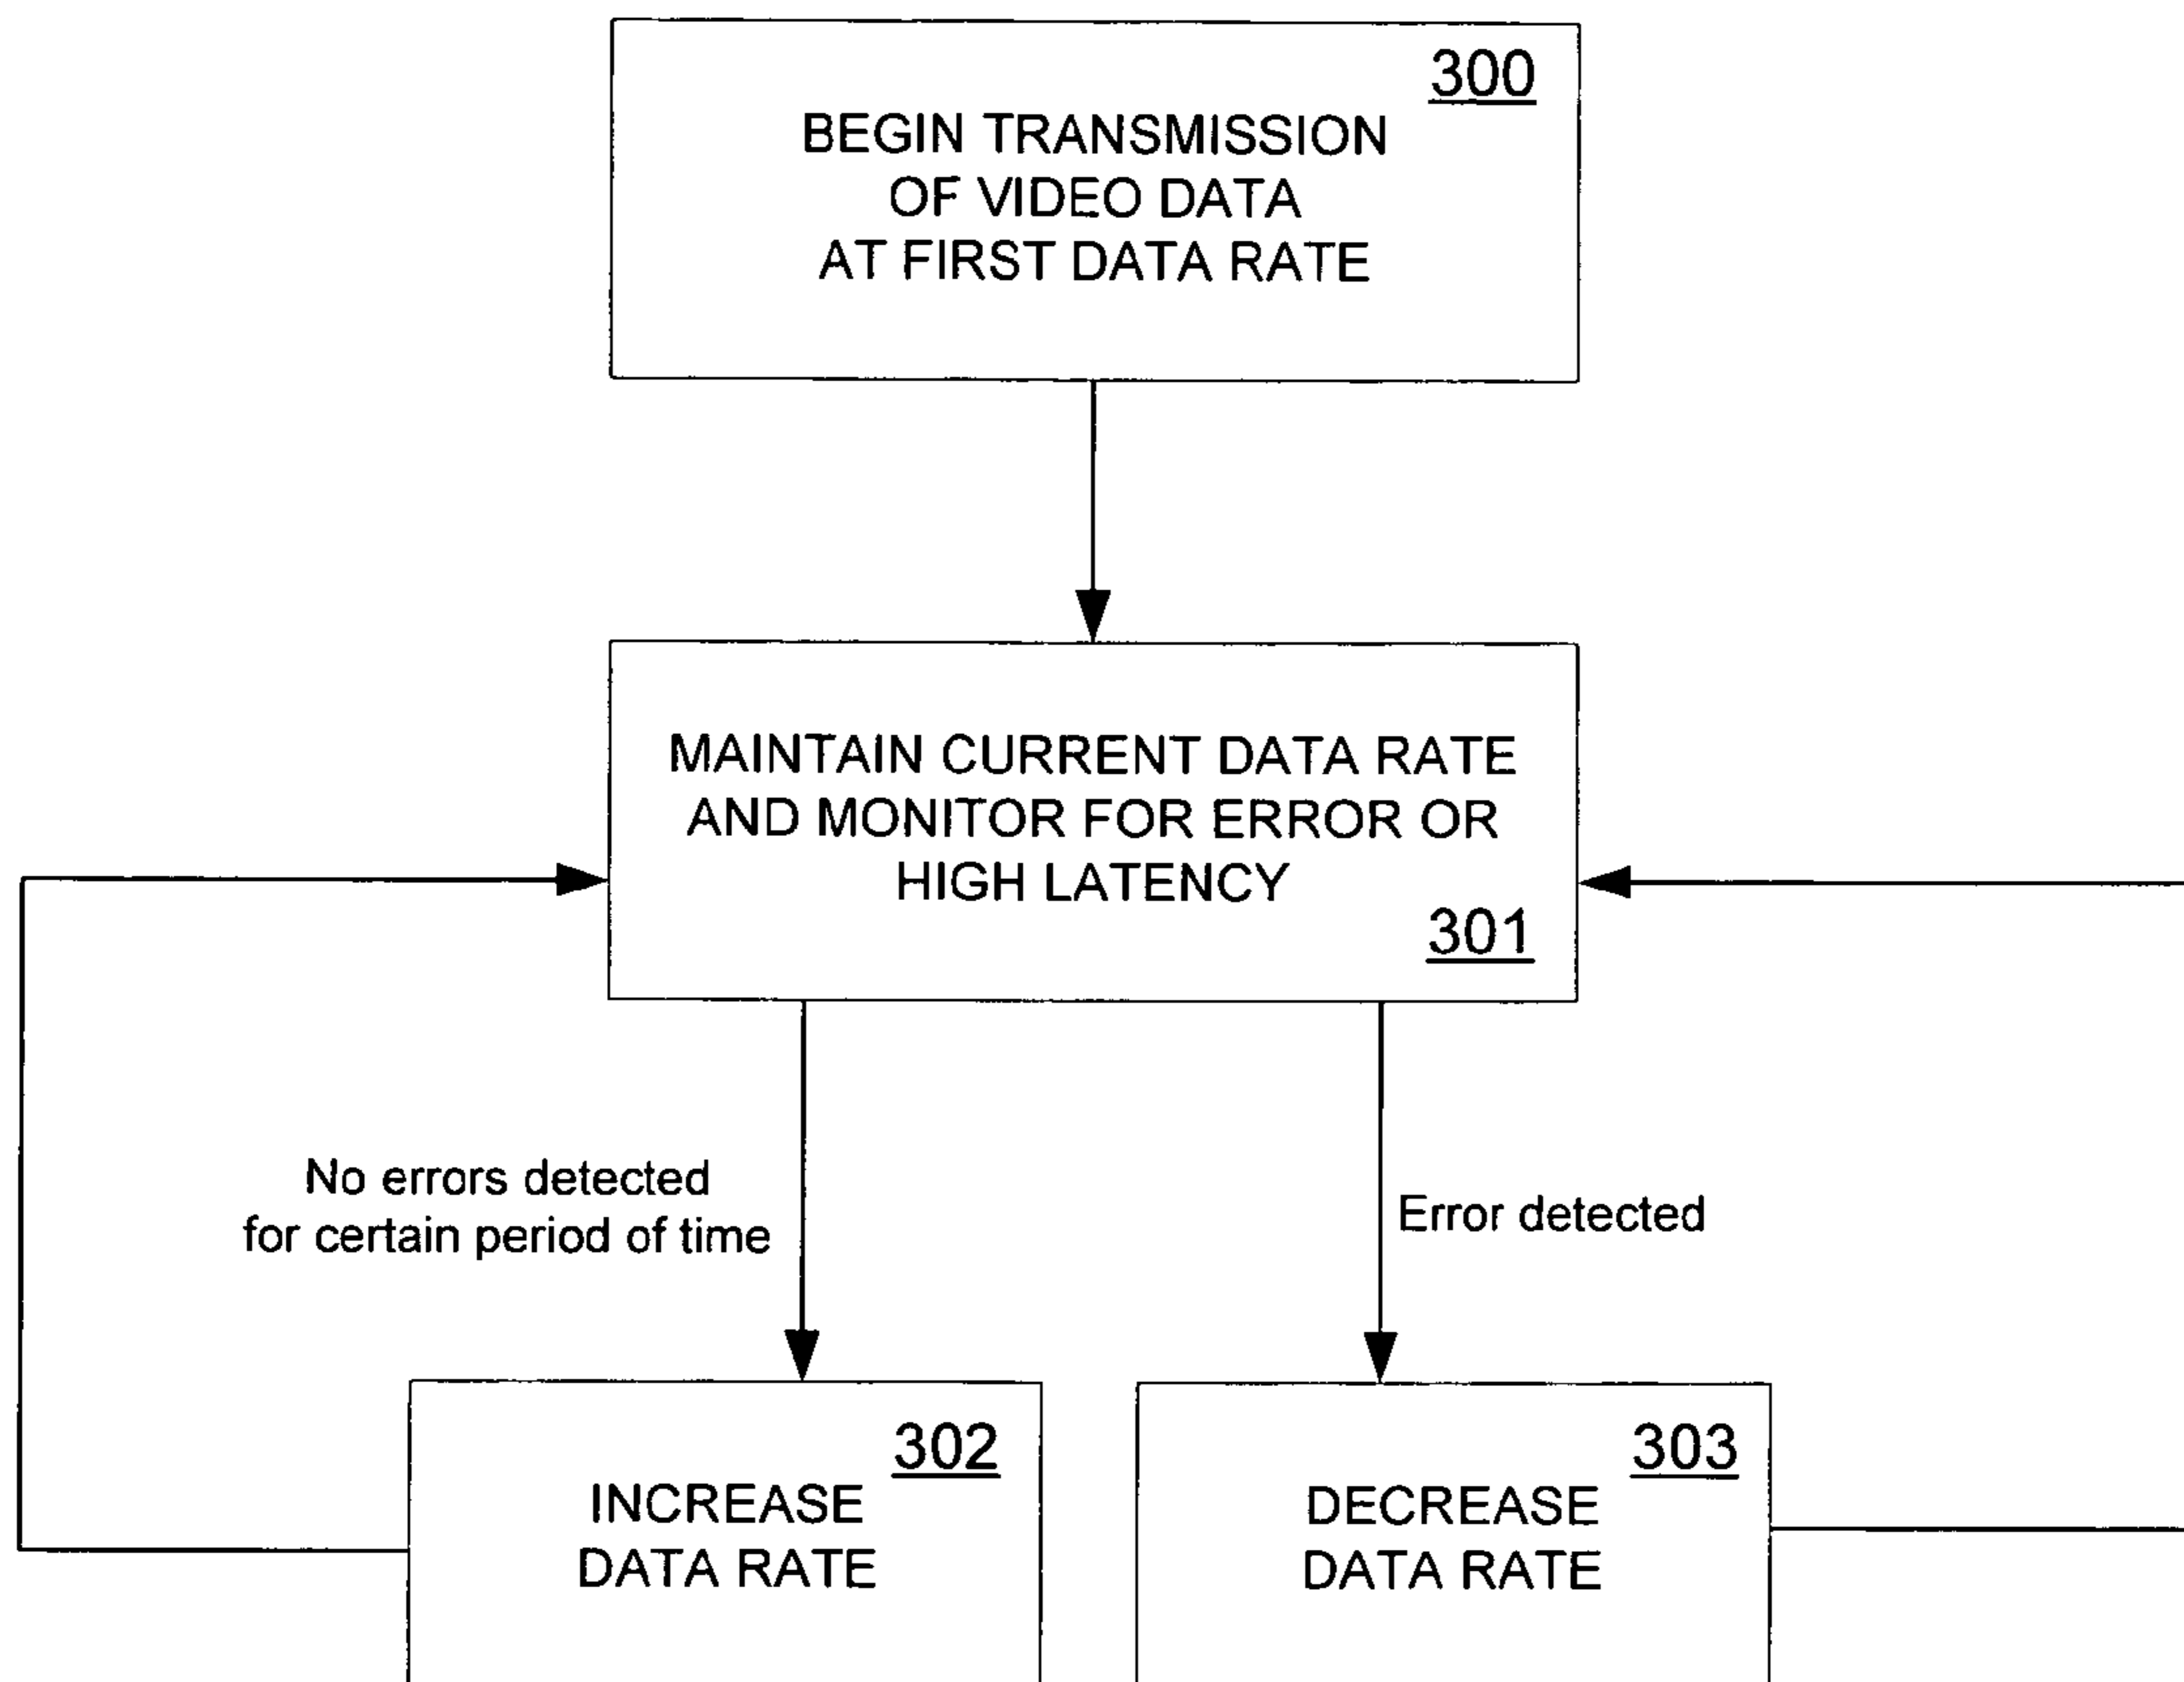 300
BEGIN TRANSMISSION
OF VIDEO DATA
AT FIRST DATA RATE
MAINTAIN CURRENT DATA RATE
AND MONITOR FOR ERROR OR
HIGH LATENCY
301
No errors detected
for certain period of time
Error detected
302
INCREASE
DATA RATE
303
DECREASE
DATA RATE